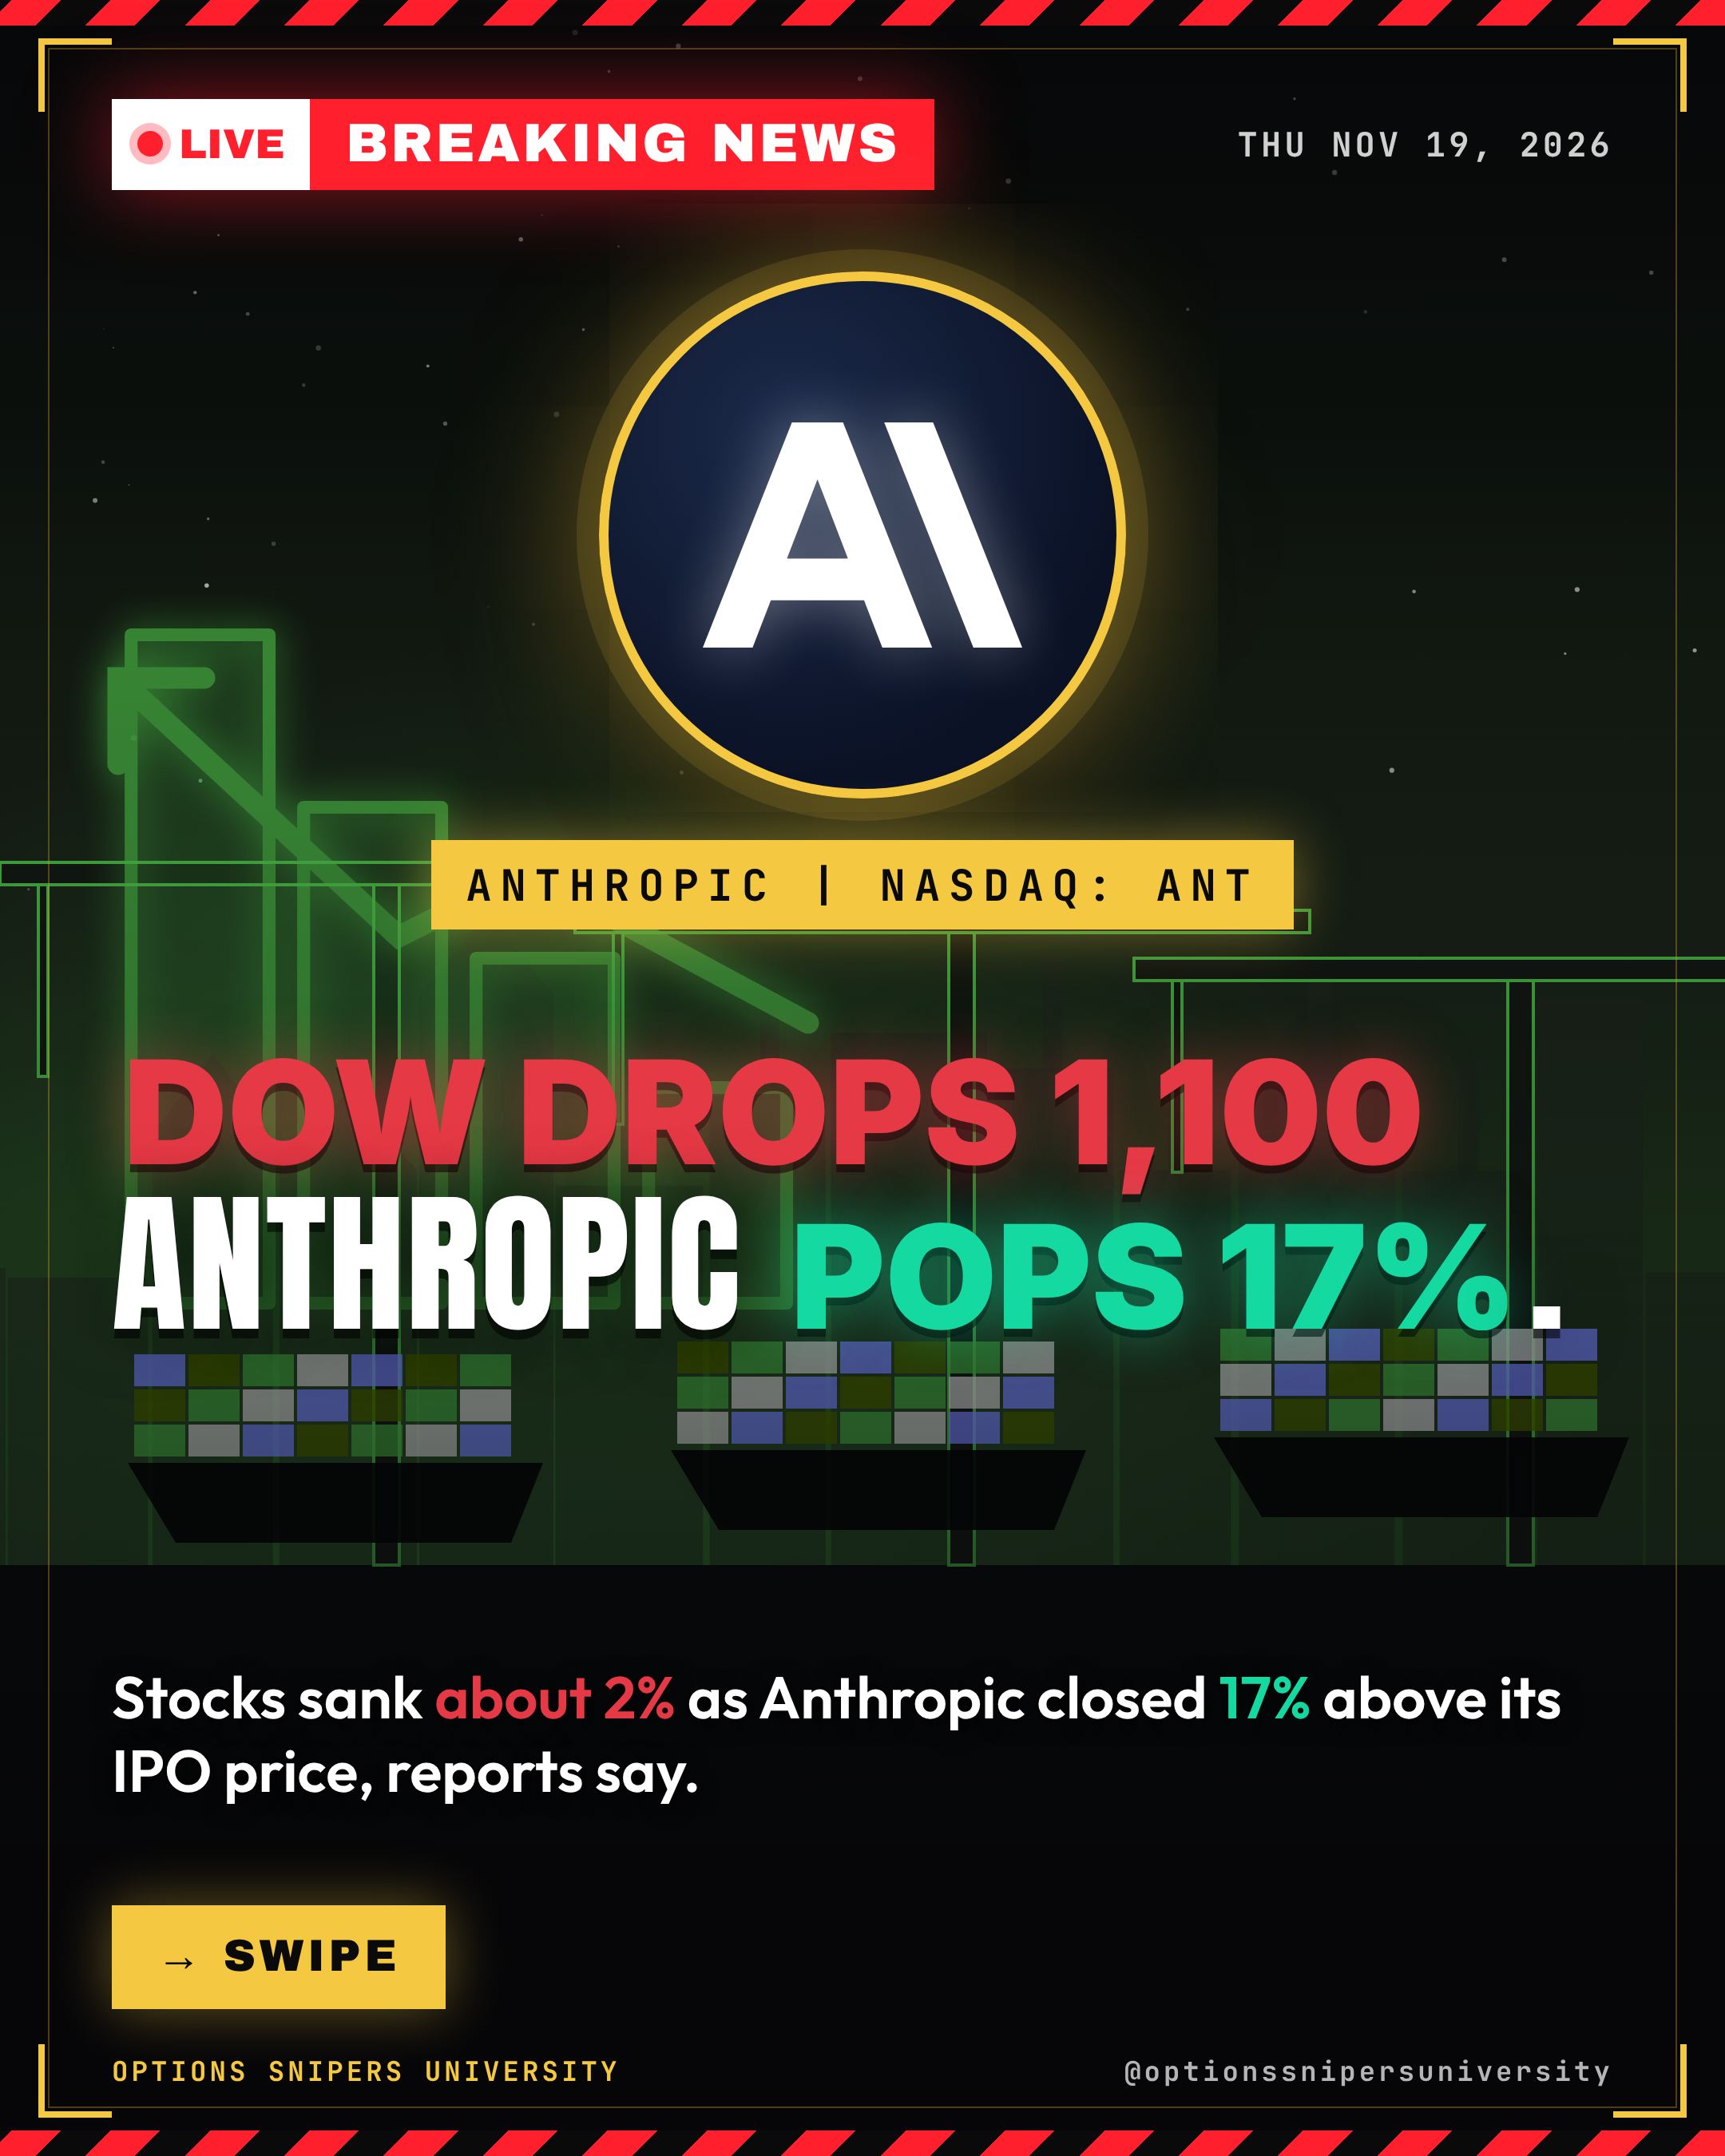 LIVE BREAKING NEWS
THU NOV 19, 2026
A\
ANTHROPIC | NASDAQ: ANT
DOW DROPS 1,100
ANTHROPIC POPS 17%.
Stocks sank about 2% as Anthropic closed 17% above its
IPO price, reports say.
→ SWIPE
OPTIONS SNIPERS UNIVERSITY
@optionssnipersuniversity